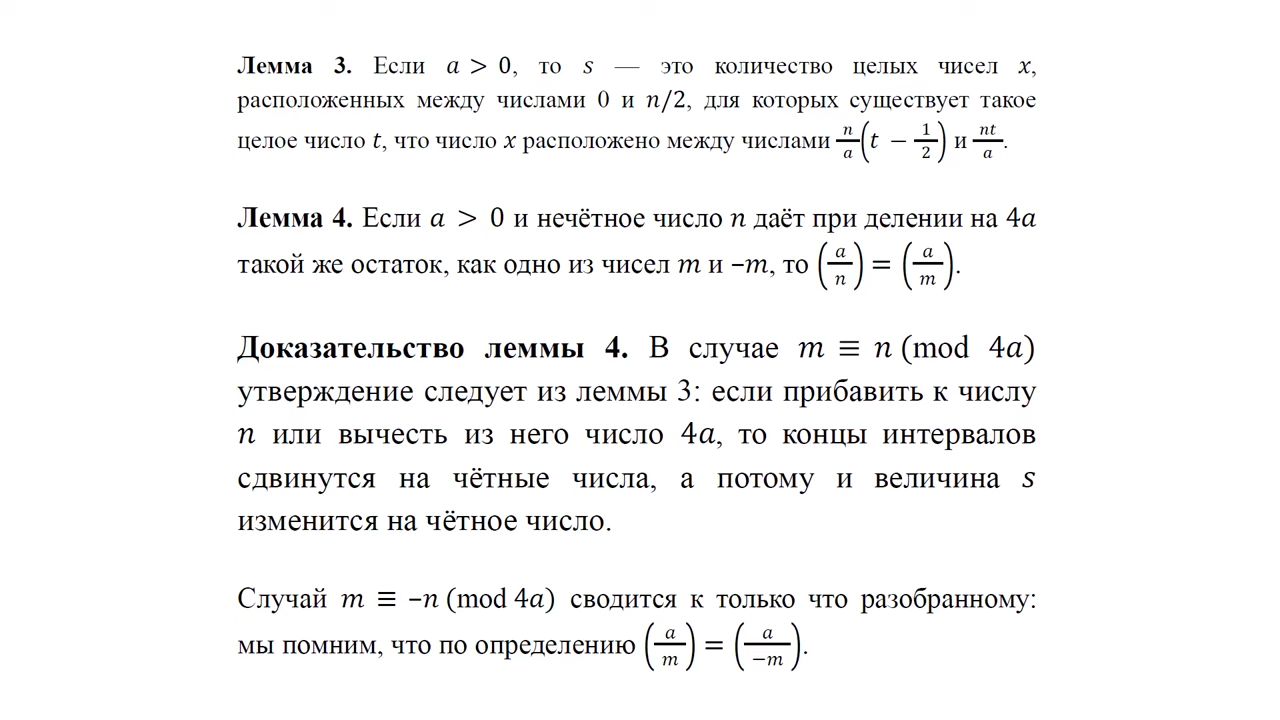 Лемма 3. Если a > 0, то s — это количество целых чисел x,
расположенных между числами 0 и n/2, для которых существует такое
целое число t, что число x расположено между числами n/a (t − 1/2) и nt/a.
Лемма 4. Если a > 0 и нечётное число n даёт при делении на 4a
такой же остаток, как одно из чисел m и –m, то (a/n) = (a/m).
Доказательство леммы 4. В случае m ≡ n (mod 4a)
утверждение следует из леммы 3: если прибавить к числу
n или вычесть из него число 4a, то концы интервалов
сдвинутся на чётные числа, а потому и величина s
изменится на чётное число.
Случай m ≡ –n (mod 4a) сводится к только что разобранному:
мы помним, что по определению (a/m) = (a/−m).